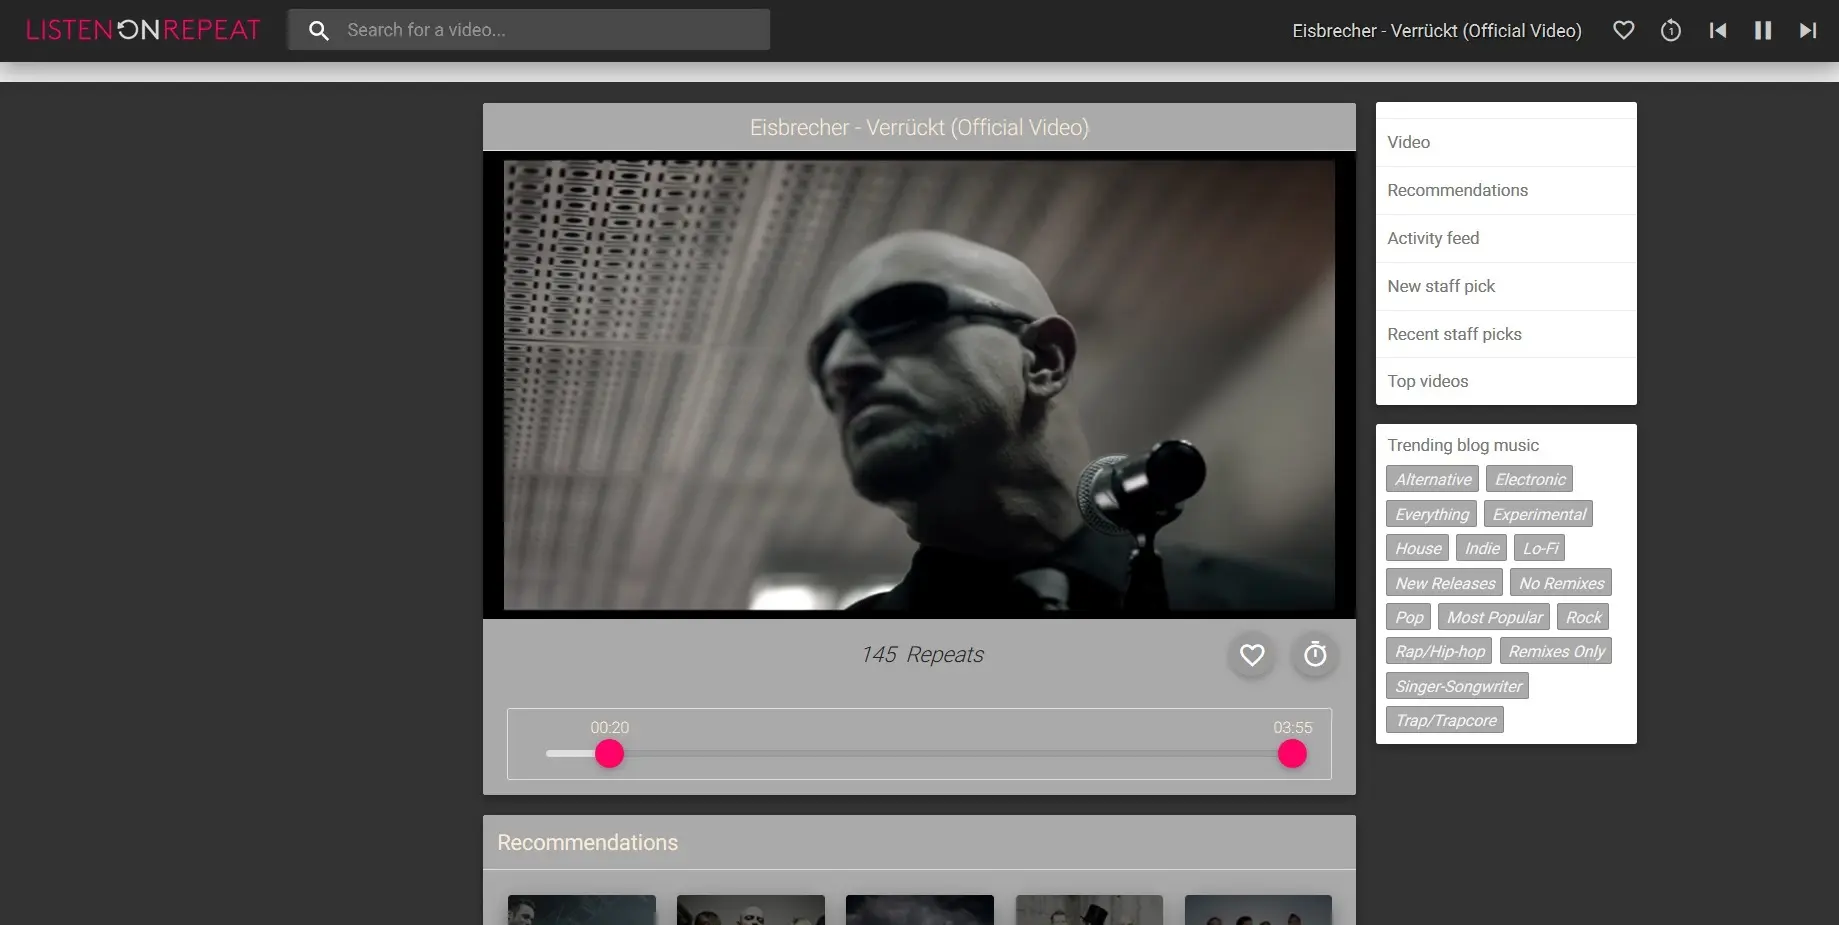 LISTENONREPEAT
Search for a video...
Eisbrecher - Verrückt (Official Video)
1
Eisbrecher - Verrückt (Official Video)
145 Repeats
00:20
03:55
Recommendations
Video
Recommendations
Activity feed
New staff pick
Recent staff picks
Top videos
Trending blog music
Alternative Electronic
Everything Experimental
House Indie Lo-Fi
New Releases No Remixes
Pop Most Popular Rock
Rap/Hip-hop Remixes Only
Singer-Songwriter
Trap/Trapcore